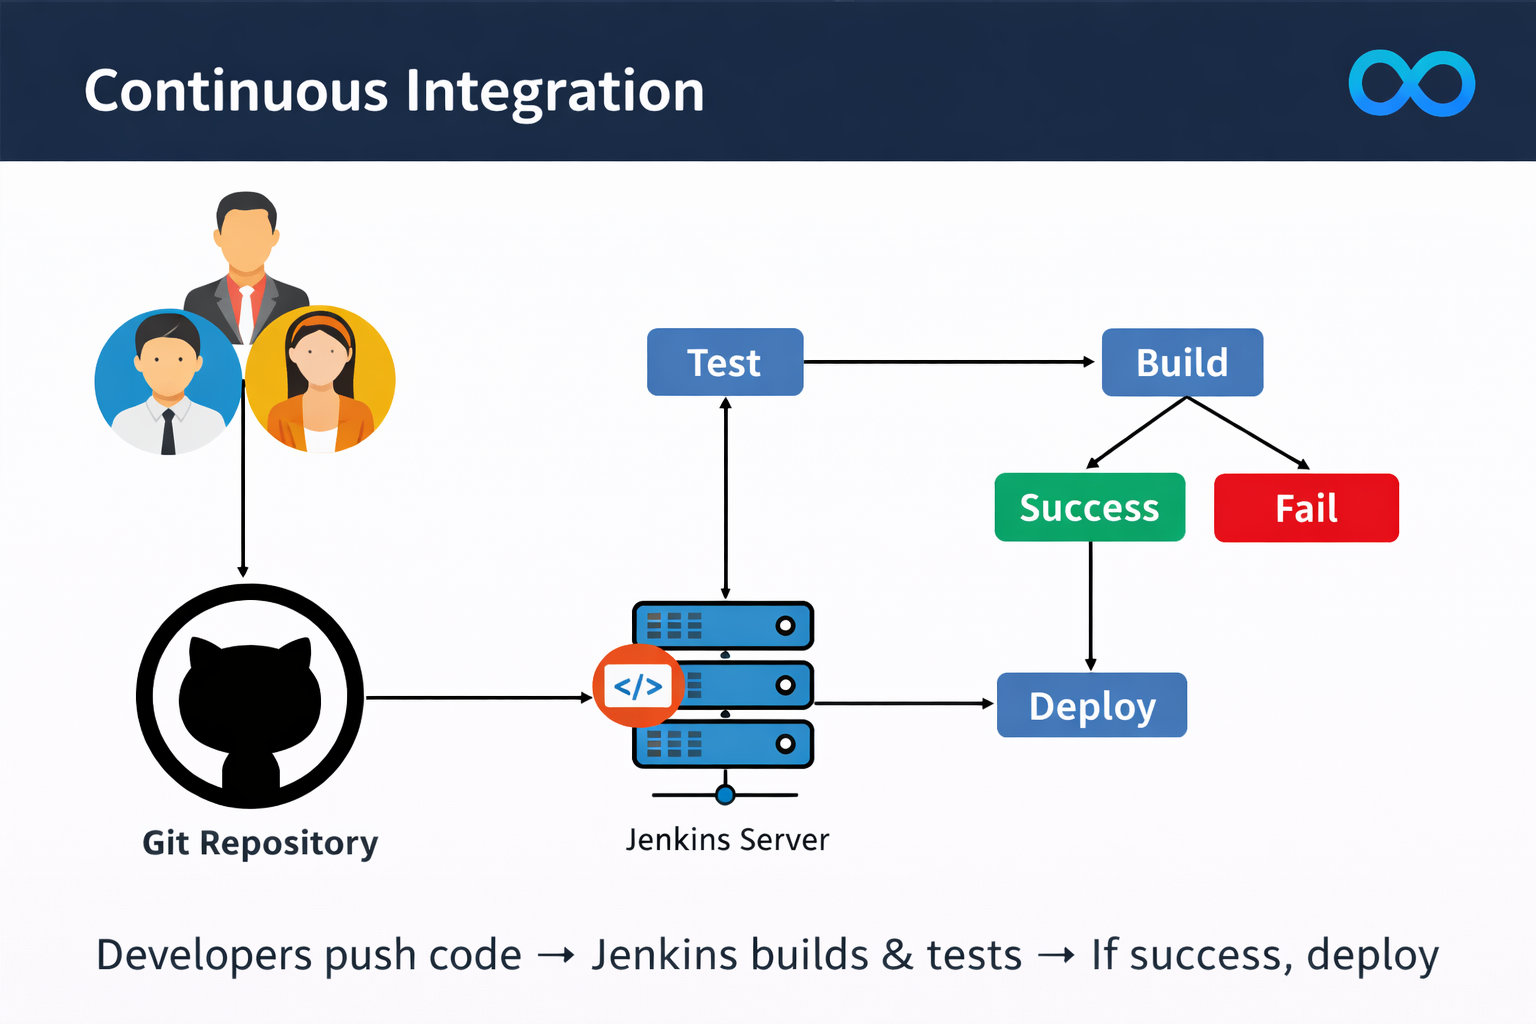 Continuous Integration
Test
Build
Success
Fail
</>
Deploy
Git Repository
Jenkins Server
Developers push code → Jenkins builds & tests → If success, deploy